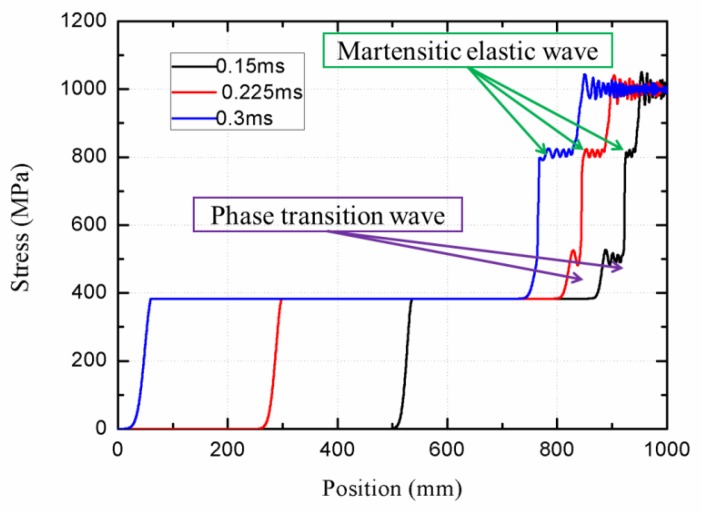 1200
1000
800
600
400
200
0
Stress (MPa)
0.15ms
0.225ms
0.3ms
Martensitic elastic wave
Phase transition wave
0 200 400 600 800 1000
Position (mm)